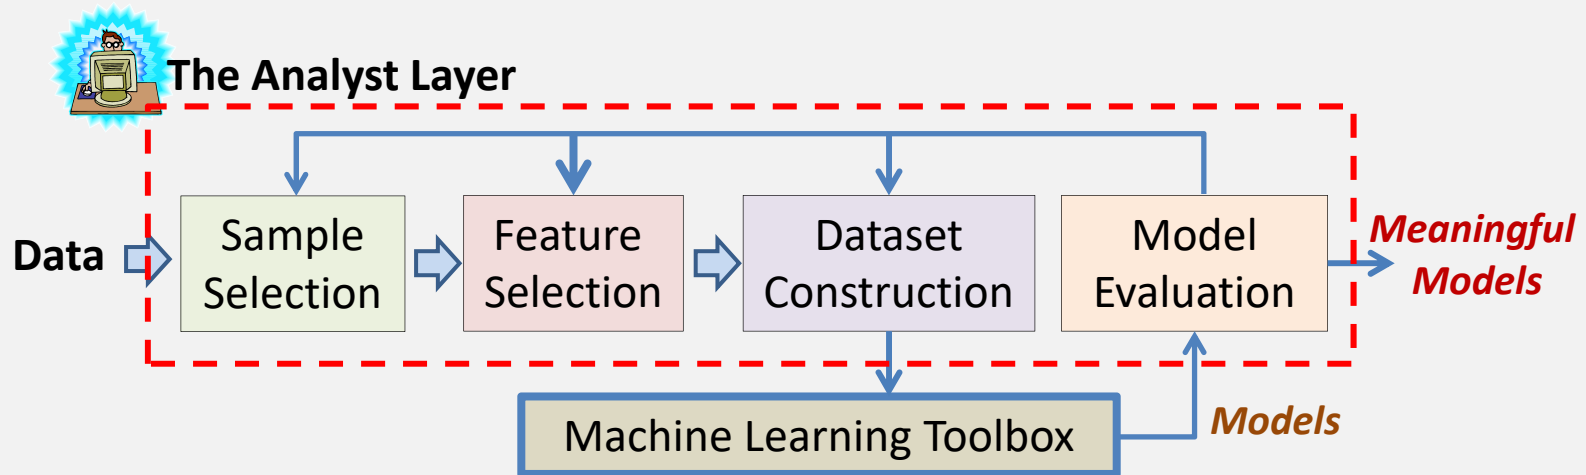 The Analyst Layer
Data
Sample
Selection
Feature
Selection
Dataset
Construction
Model
Evaluation
Meaningful
Models
Machine Learning Toolbox
Models